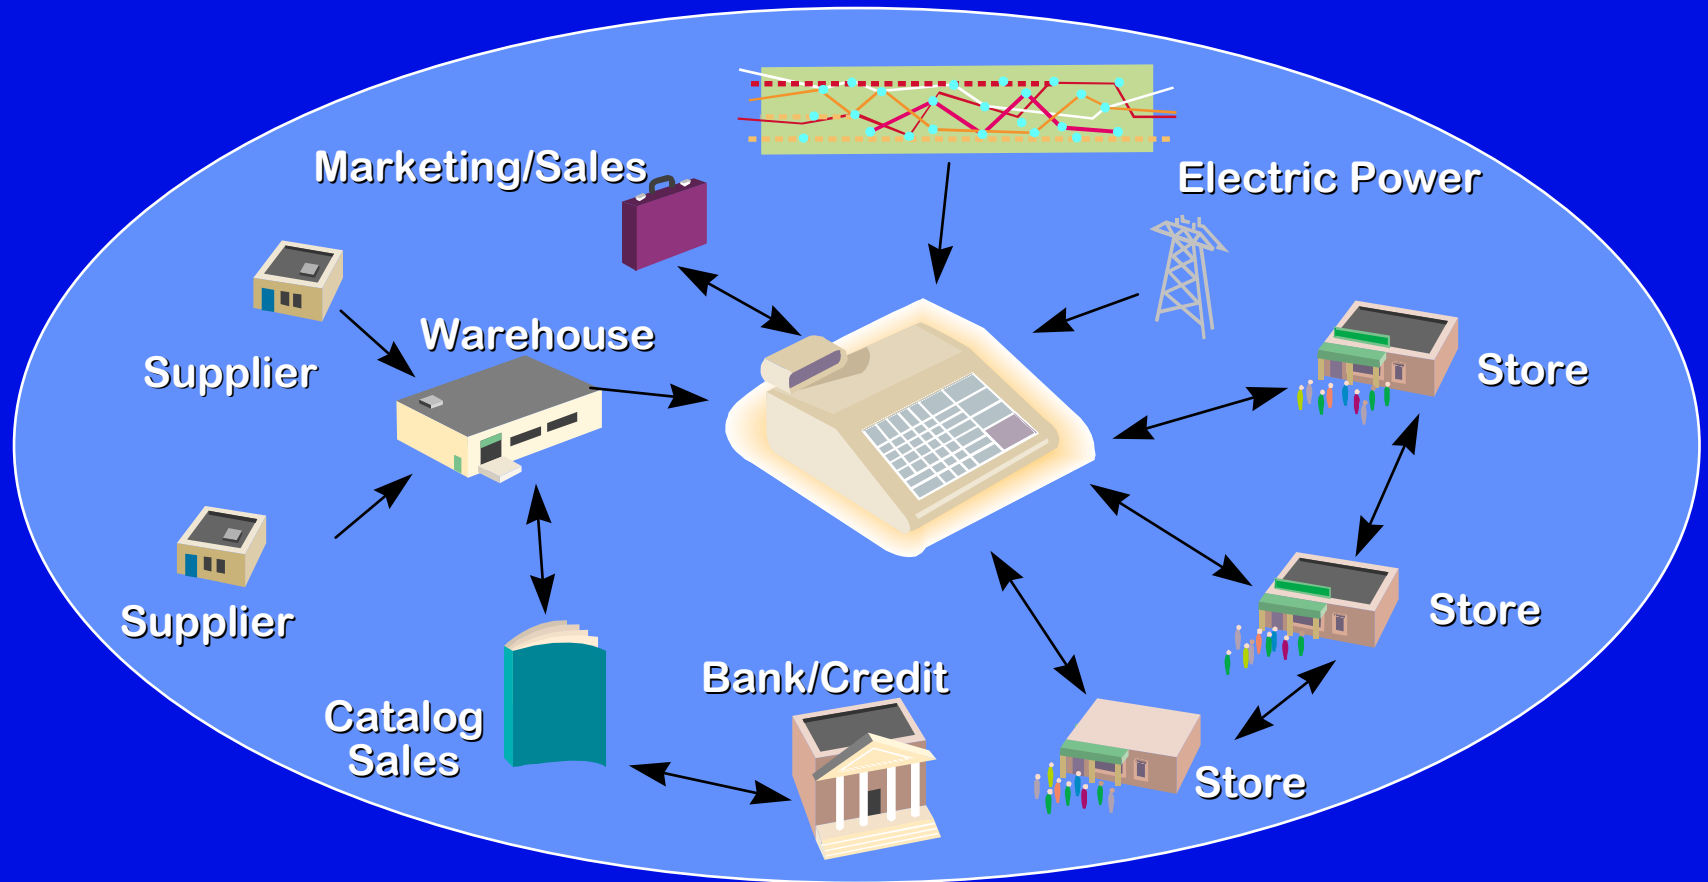 Marketing/Sales
Electric Power
Warehouse
Supplier
Store
Supplier
Store
Bank/Credit
Catalog
Sales
Store